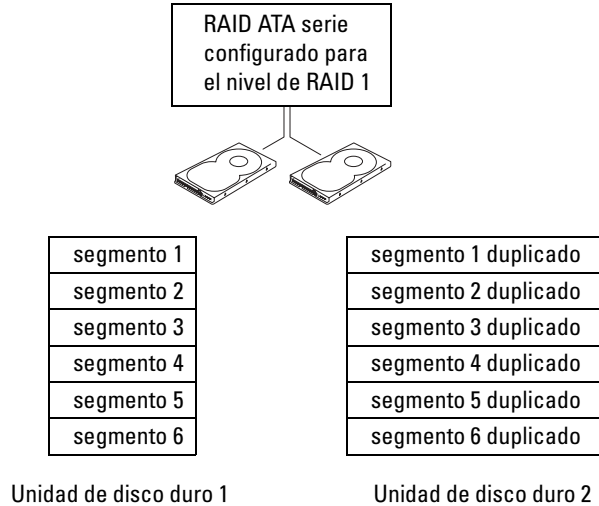 RAID ATA serie
configurado para
el nivel de RAID 1
segmento 1
segmento 2
segmento 3
segmento 4
segmento 5
segmento 6
Unidad de disco duro 1
segmento 1 duplicado
segmento 2 duplicado
segmento 3 duplicado
segmento 4 duplicado
segmento 5 duplicado
segmento 6 duplicado
Unidad de disco duro 2